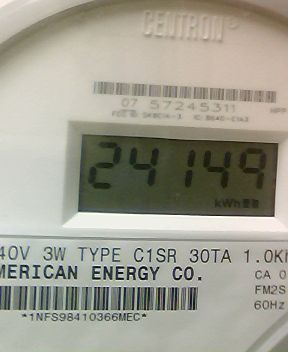 CENTRON®
07 57245311
24149
kWh
40V 3W TYPE C1SR 30TA 1.0Kh
MERICAN ENERGY CO.
CA 0
FM2S
60Hz
*1NFS98410366MEC*